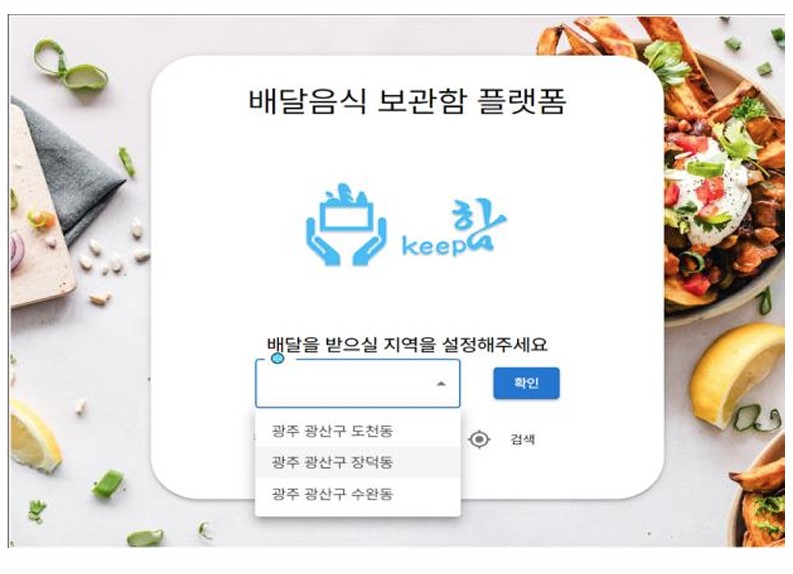 배달음식 보관함 플랫폼
keep함
배달을 받으실 지역을 설정해주세요
확인
광주 광산구 도천동
검색
광주 광산구 장덕동
광주 광산구 수완동